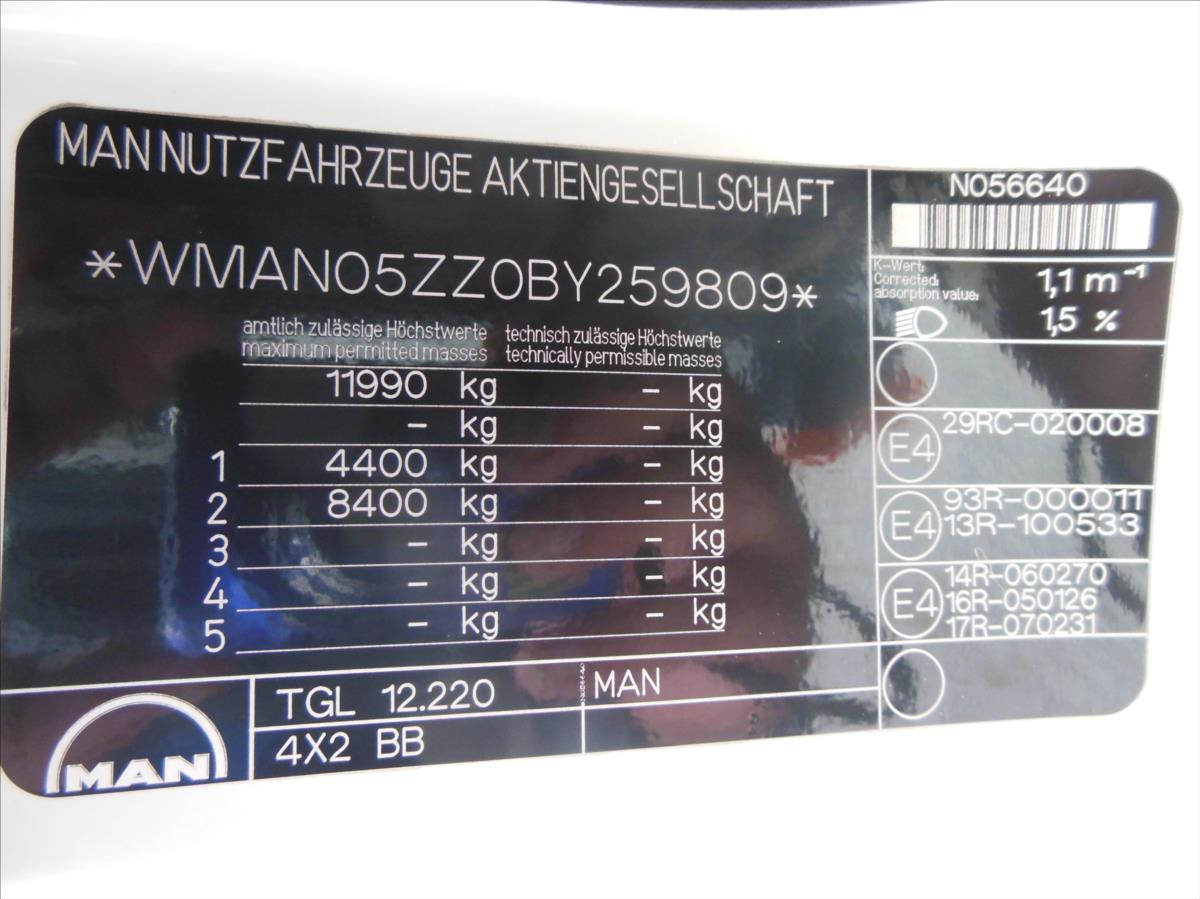 MAN NUTZFAHRZEUGE AKTIENGESELLSCHAFT
*WMAN05ZZ0BY259809*
amtlich zulässige Höchstwerte technisch zulässige Höchstwerte
maximum permitted masses technically permissible masses
11990 kg - kg
- kg - kg
1 4400 kg - kg
2 8400 kg - kg
3 - kg - kg
4 - kg - kg
5 - kg - kg
MAN
TGL 12.220
4X2 BB
MAN
N056640
K-Wert:
Corrected:
absorption value:
1,1 m⁻¹
1,5 %
E4 29RC-020008
E4 93R-000011
13R-100533
E4 14R-060270
16R-050126
17R-070231